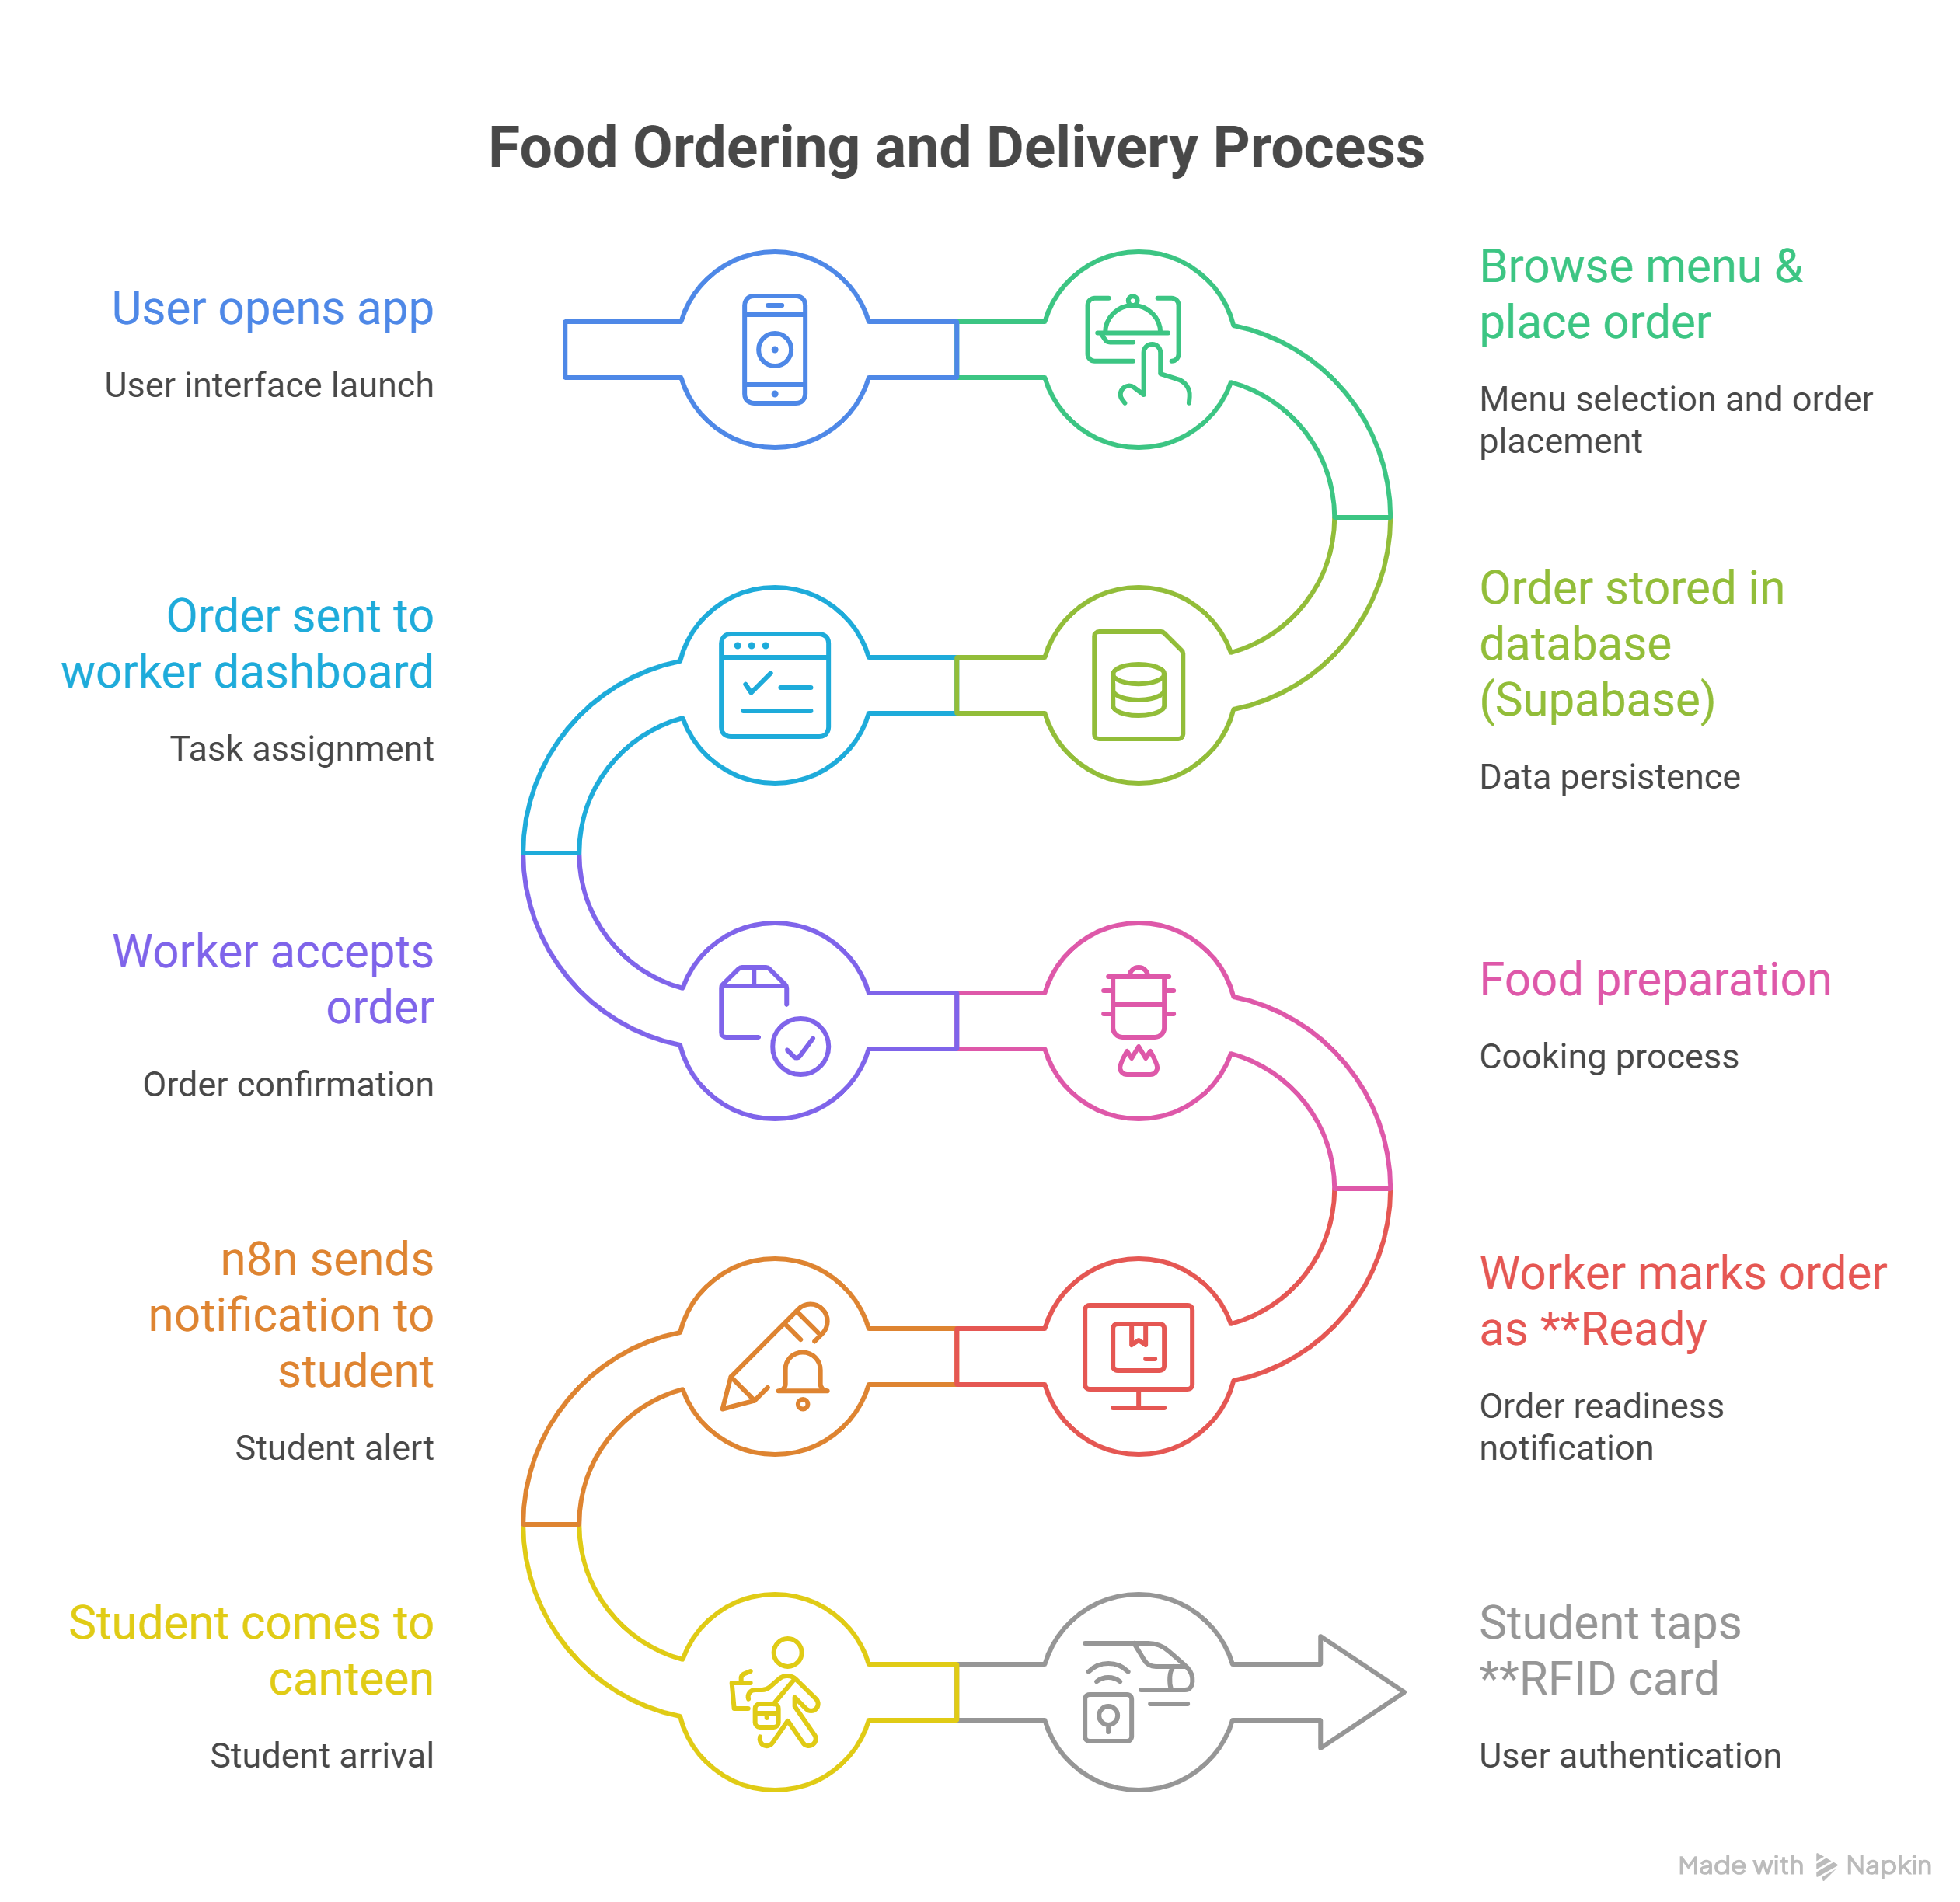 Food Ordering and Delivery Process
User opens app
User interface launch
Browse menu &
place order
Menu selection and order
placement
Order stored in
database
(Supabase)
Data persistence
Order sent to
worker dashboard
Task assignment
Worker accepts
order
Order confirmation
Food preparation
Cooking process
Worker marks order
as **Ready
Order readiness
notification
n8n sends
notification to
student
Student alert
Student comes to
canteen
Student arrival
Student taps
**RFID card
User authentication
Made with Napkin